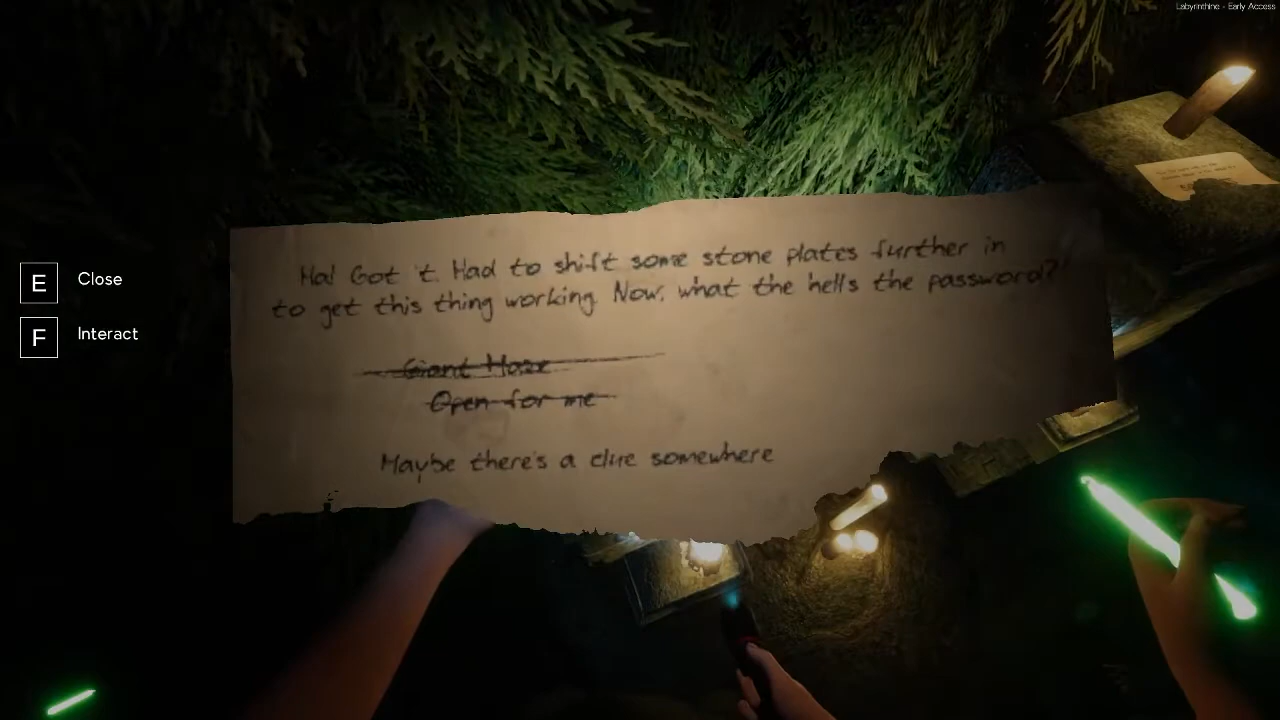 Labyrinthine - Early Access
Ha! Got it. Had to shift some stone plates further in
to get this thing working. Now, what the hells the password?
E Close
F Interact
Giant Maze
Open for me
Maybe there's a clue somewhere